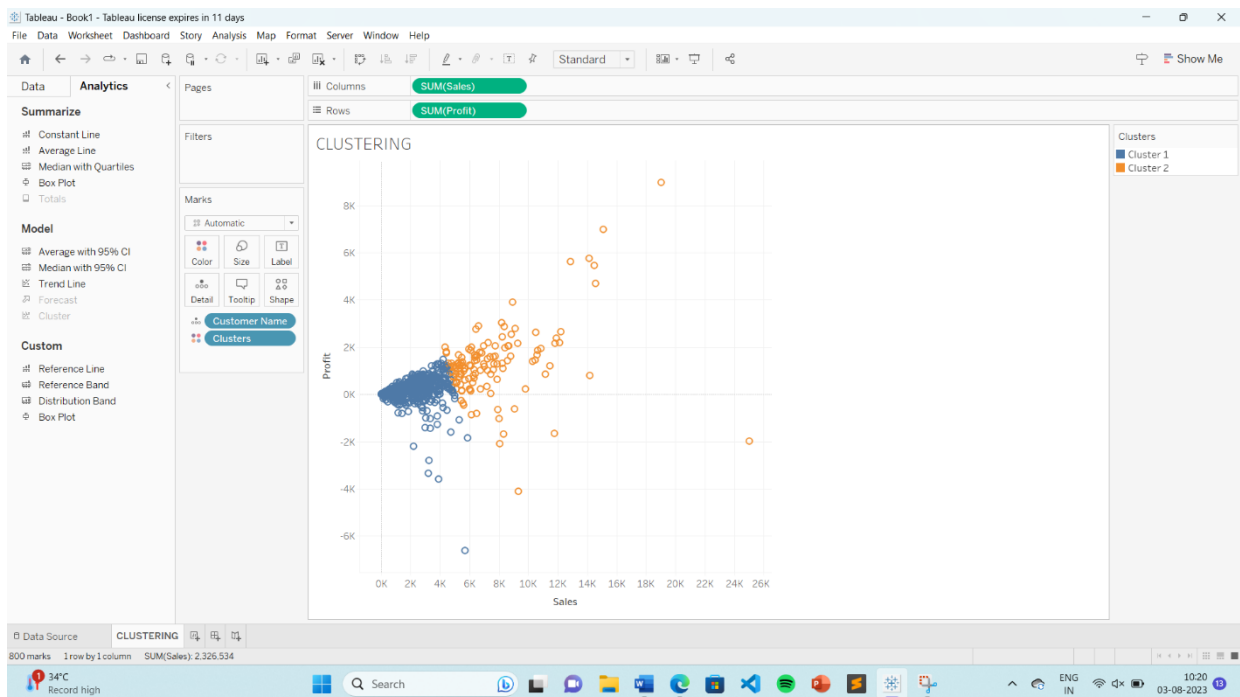 Tableau - Book1 - Tableau license expires in 11 days
File Data Worksheet Dashboard Story Analysis Map Format Server Window Help
Standard
Show Me
Data Analytics
Summarize
Constant Line
Average Line
Median with Quartiles
Box Plot
Totals
Model
Average with 95% CI
Median with 95% CI
Trend Line
Forecast
Cluster
Custom
Reference Line
Reference Band
Distribution Band
Box Plot
Pages
Filters
Marks
Automatic
Color Size Label
Detail Tooltip Shape
Customer Name
Clusters
Columns SUM(Sales)
Rows SUM(Profit)
CLUSTERING
8K
6K
4K
2K
0K
-2K
-4K
-6K
Profit
0K 2K 4K 6K 8K 10K 12K 14K 16K 18K 20K 22K 24K 26K
Sales
Clusters
Cluster 1
Cluster 2
Data Source CLUSTERING
800 marks 1 row by 1 column SUM(Sales): 2,326,534
1
34°C
Record high
Search
ENG
IN
10:20
03-08-2023
13